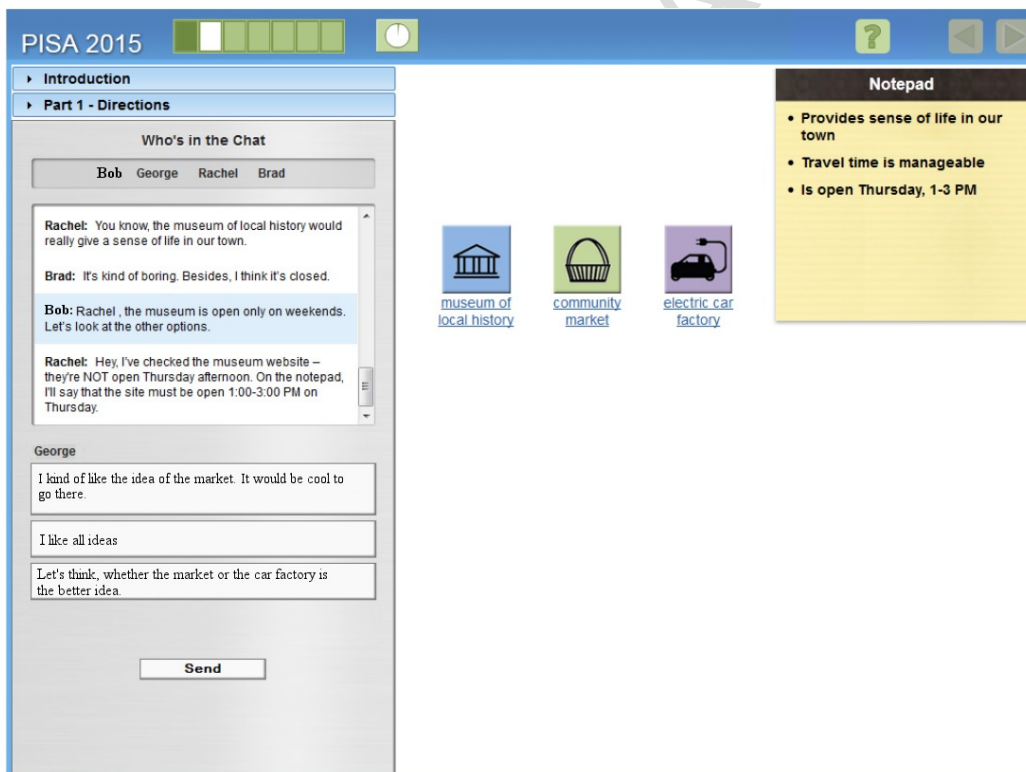 PISA 2015
?
Introduction
Part 1 - Directions
Who's in the Chat
Bob George Rachel Brad
Rachel: You know, the museum of local history would
really give a sense of life in our town.
Brad: It's kind of boring. Besides, I think it's closed.
Bob: Rachel , the museum is open only on weekends.
Let's look at the other options.
Rachel: Hey, I've checked the museum website –
they're NOT open Thursday afternoon. On the notepad,
I'll say that the site must be open 1:00-3:00 PM on
Thursday.
George
I kind of like the idea of the market. It would be cool to
go there.
I like all ideas
Let's think, whether the market or the car factory is
the better idea.
Send
museum of
local history
community
market
electric car
factory
Notepad
• Provides sense of life in our
town
• Travel time is manageable
• Is open Thursday, 1-3 PM